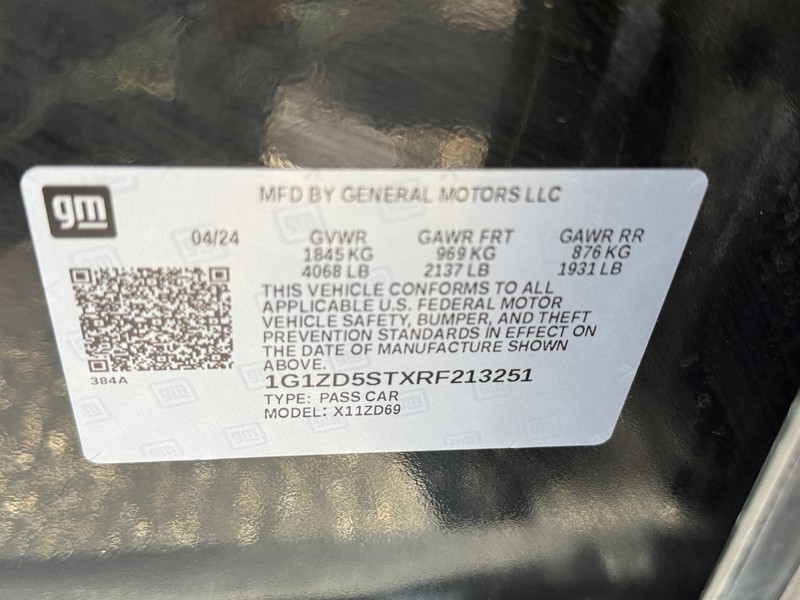 gm
MFD BY GENERAL MOTORS LLC
04/24 GVWR GAWR FRT GAWR RR
1845 KG 969 KG 876 KG
4068 LB 2137 LB 1931 LB
THIS VEHICLE CONFORMS TO ALL
APPLICABLE U.S. FEDERAL MOTOR
VEHICLE SAFETY, BUMPER, AND THEFT
PREVENTION STANDARDS IN EFFECT ON
THE DATE OF MANUFACTURE SHOWN
ABOVE.
384A
1G1ZD5STXRF213251
TYPE: PASS CAR
MODEL: X11ZD69